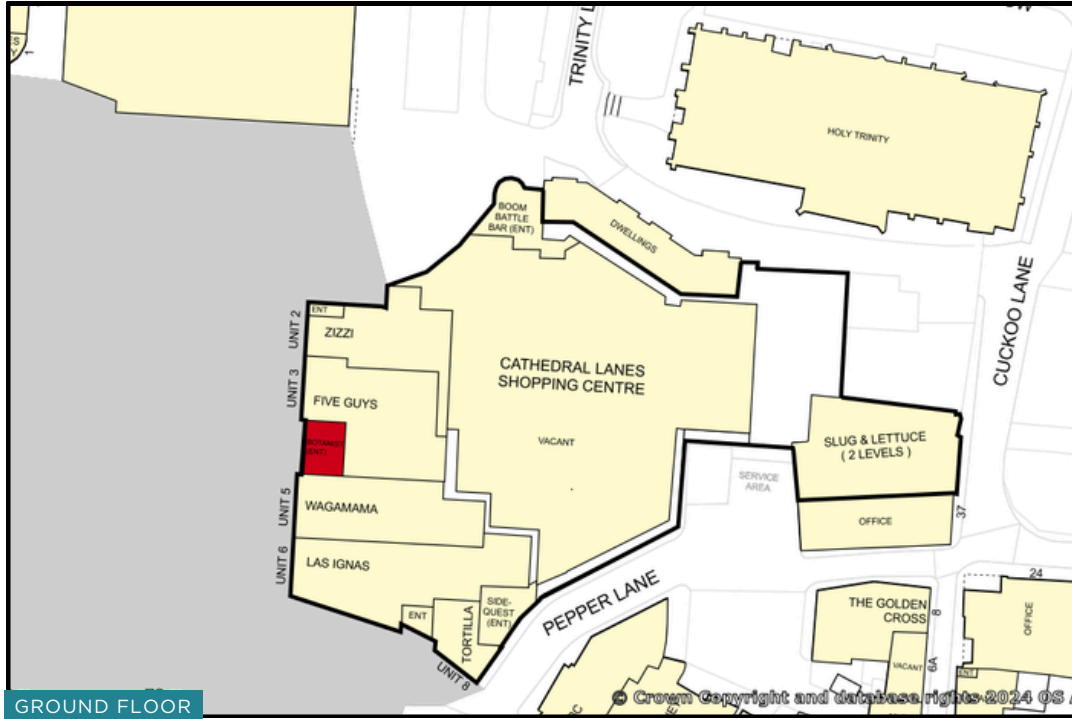 TRINITY L
HOLY TRINITY
BOOM
BATTLE
BAR (ENT)
DWELLINGS
CUCKOO LANE
UNIT 2
ENT
ZIZZI
UNIT 3
FIVE GUYS
CATHEDRAL LANES
SHOPPING CENTRE
VACANT
BOTANIST
(ENT)
SLUG & LETTUCE
( 2 LEVELS )
SERVICE
AREA
UNIT 5
WAGAMAMA
OFFICE
37
UNIT 6
LAS IGNAS
ENT
TORTILLA
SIDE-
QUEST
(ENT)
UNIT 8
PEPPER LANE
THE GOLDEN
CROSS
8
VACANT
6A
24
OFFICE
ENT
GROUND FLOOR
© Crown Copyright and database rights 2024 OS